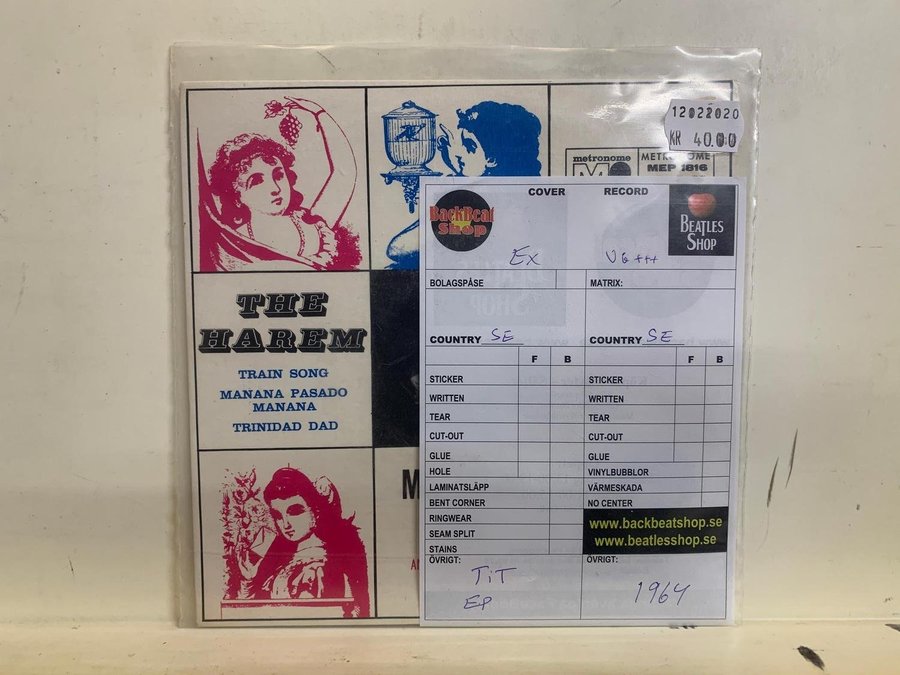 12022020
KR 40.00
metronome
METRONOME
MEP 1816
THE
HAREM
TRAIN SONG
MANANA PASADO
MANANA
TRINIDAD DAD
COVER RECORD
BackBeat
Shop
BEATLES
SHOP
Ex VG+++
BOLAGSPÅSE MATRIX:
COUNTRY SE COUNTRY SE
F B F B
STICKER STICKER
WRITTEN WRITTEN
TEAR TEAR
CUT-OUT CUT-OUT
GLUE GLUE
HOLE VINYLBUBBLOR
LAMINATSLÄPP VÄRMESKADA
BENT CORNER NO CENTER
RINGWEAR
SEAM SPLIT
STAINS
www.backbeatshop.se
www.beatlesshop.se
ÖVRIGT: ÖVRIGT:
TiT
EP
1964